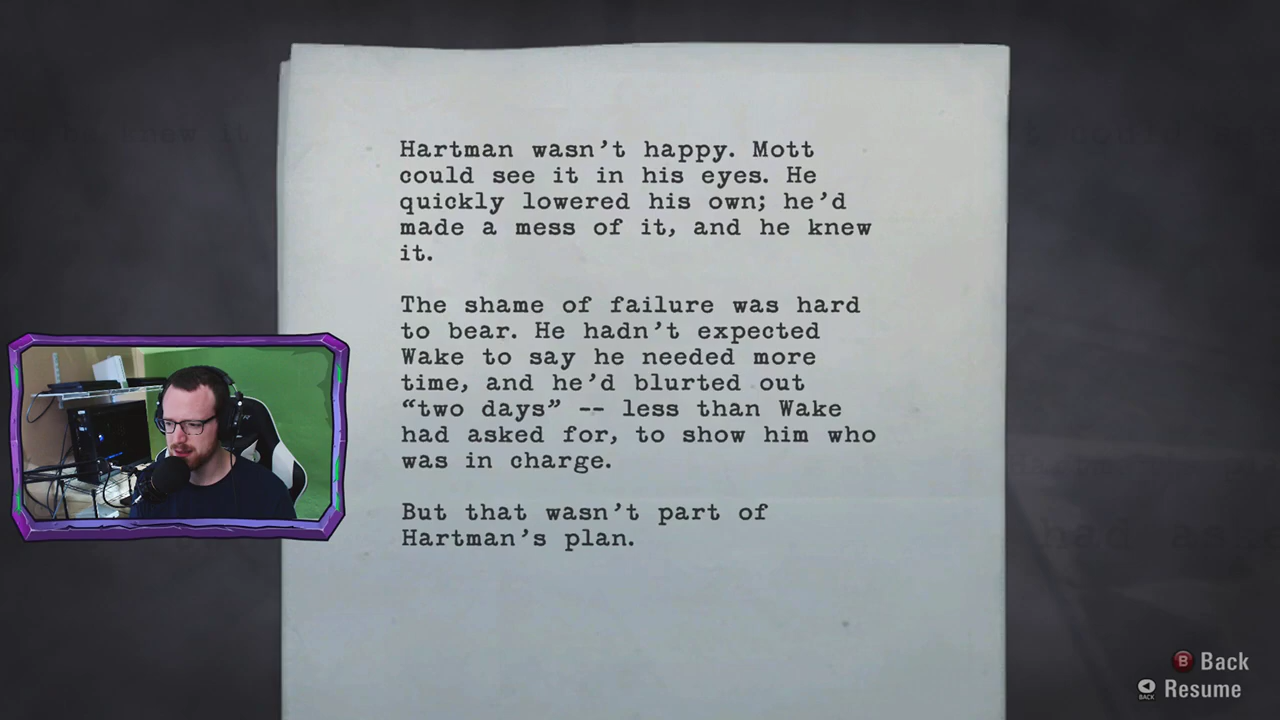 Hartman wasn’t happy. Mott
could see it in his eyes. He
quickly lowered his own; he’d
made a mess of it, and he knew
it.
The shame of failure was hard
to bear. He hadn’t expected
Wake to say he needed more
time, and he’d blurted out
“two days” -- less than Wake
had asked for, to show him who
was in charge.
But that wasn’t part of
Hartman’s plan.
B Back
BACK Resume